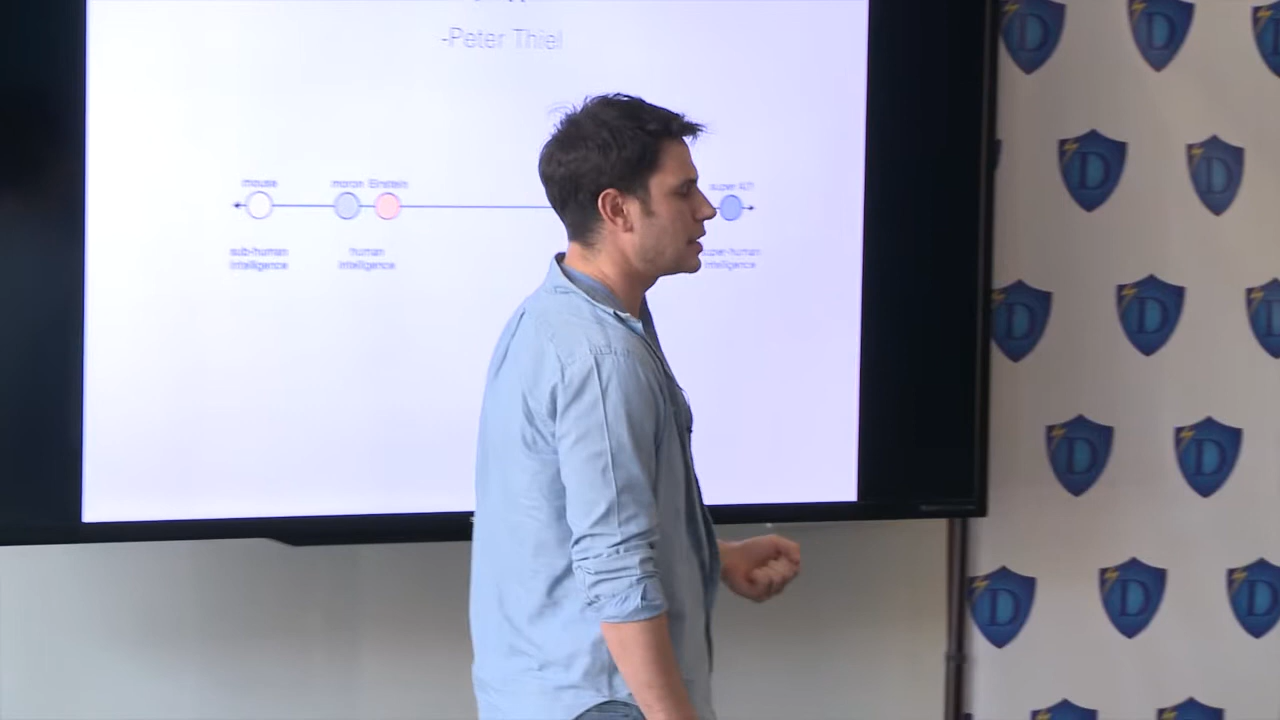 -Peter Thiel
mouse
moron Einstein
super AI?
sub-human
intelligence
human
intelligence
super-human
intelligence
D
D
D
D
D
D
D
D
D
D
D
D